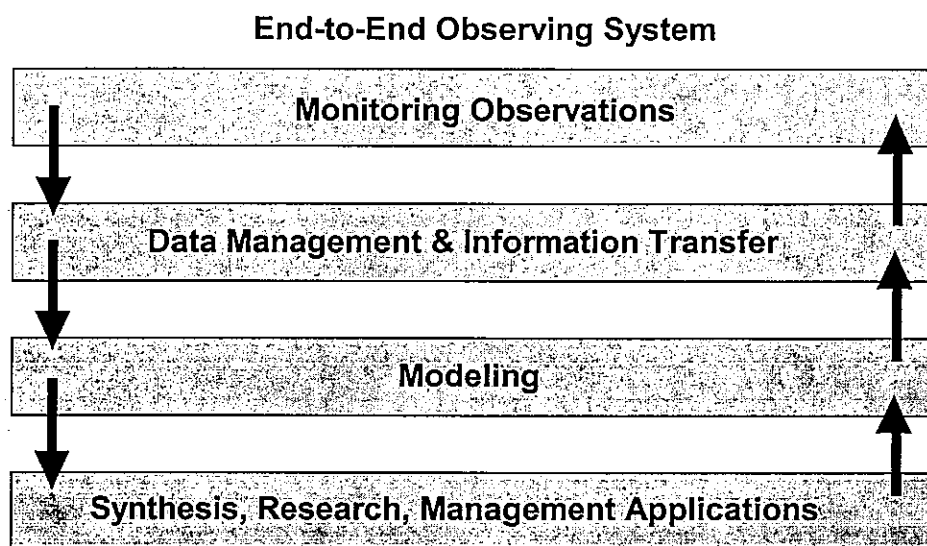 End-to-End Observing System
Monitoring Observations
Data Management & Information Transfer
Modeling
Synthesis, Research, Management Applications